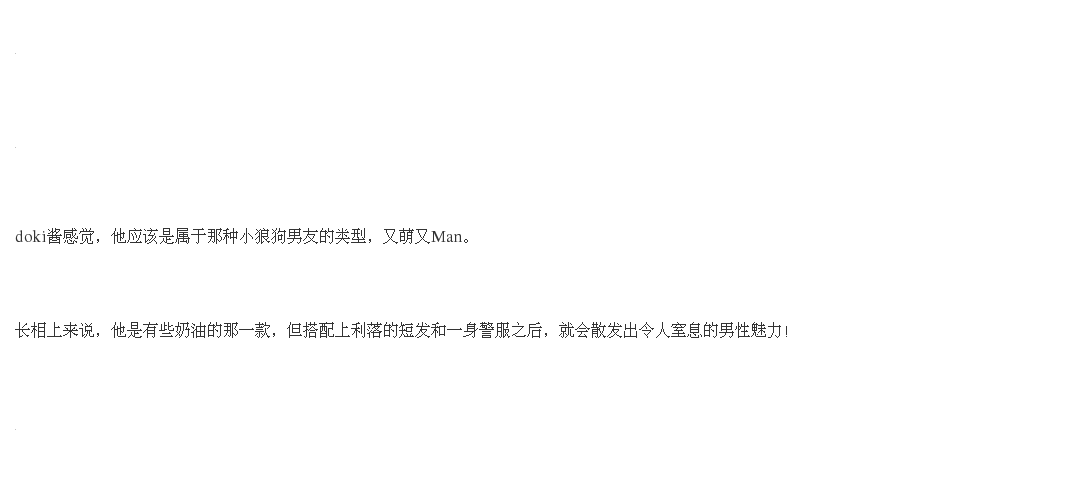 doki酱感觉，他应该是属于那种小狼狗男友的类型，又萌又Man。
长相上来说，他是有些奶油的那一款，但搭配上利落的短发和一身警服之后，就会散发出令人窒息的男性魅力!